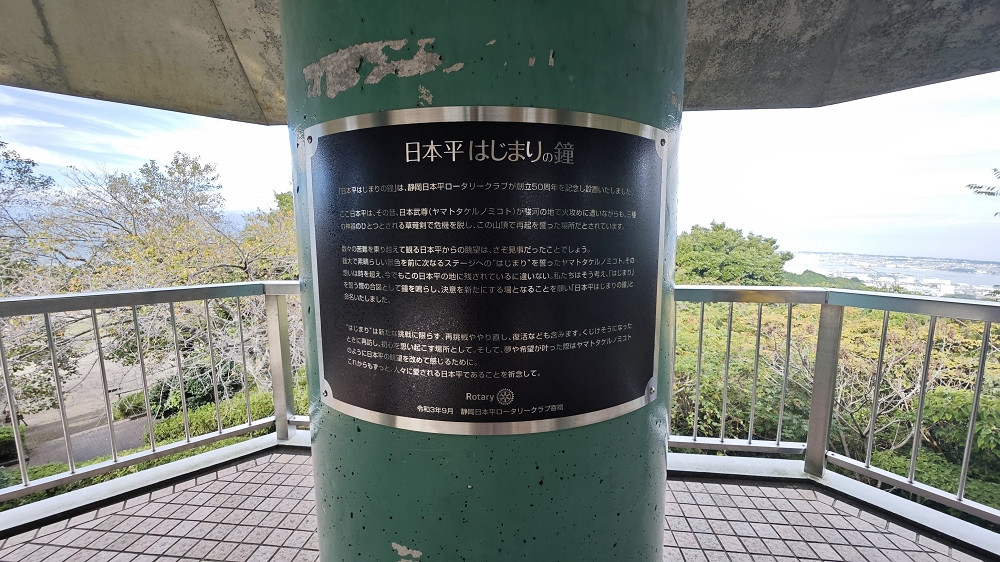 日本平はじまりの鐘
「日本平はじまりの鐘」は、静岡日本平ロータリークラブが創立50周年を記念し設置いたしました。
ここ日本平は、その昔、日本武尊(ヤマトタケルノミコト)が駿河の地で火攻めに遭いながらも、三種
の神器のひとつとされる草薙剣で危機を脱し、この山頂で再起を誓った場所だとされています。
数々の苦難を乗り超えて観る日本平からの眺望は、さぞ見事だったことでしょう。
雄大で素晴らしい景色を前に次なるステージへの"はじまり"を誓ったヤマトタケルノミコト、その
想いは時を超え、今でもこの日本平の地に残されているに違いない。私たちはそう考え、「はじまり」
を誓う際の合図として鐘を鳴らし、決意を新たにする場となることを願い「日本平はじまりの鐘」と
命名いたしました。
"はじまり"は新たな挑戦に限らず、再挑戦ややり直し、復活なども含みます。くじけそうになった
ときに再訪し、初心を想い起こす場所として。そして、夢や希望が叶った際はヤマトタケルノミコト
のように日本平の眺望を改めて感じるために。
これからもずっと、人々に愛される日本平であることを祈念して。
Rotary
令和3年9月 静岡日本平ロータリークラブ寄贈